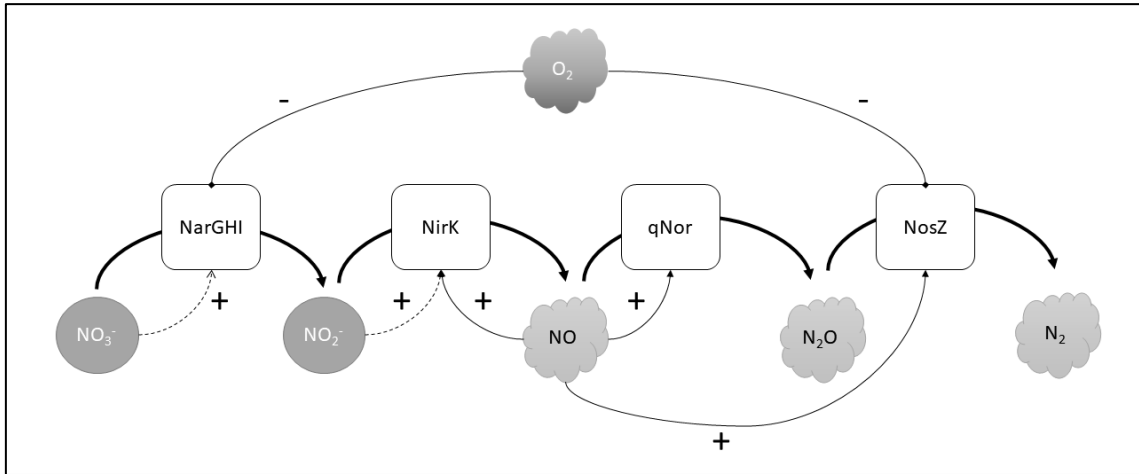 O₂
- -
NarGHI NirK qNor NosZ
+ + + +
NO₃⁻ NO₂⁻ NO N₂O N₂
+